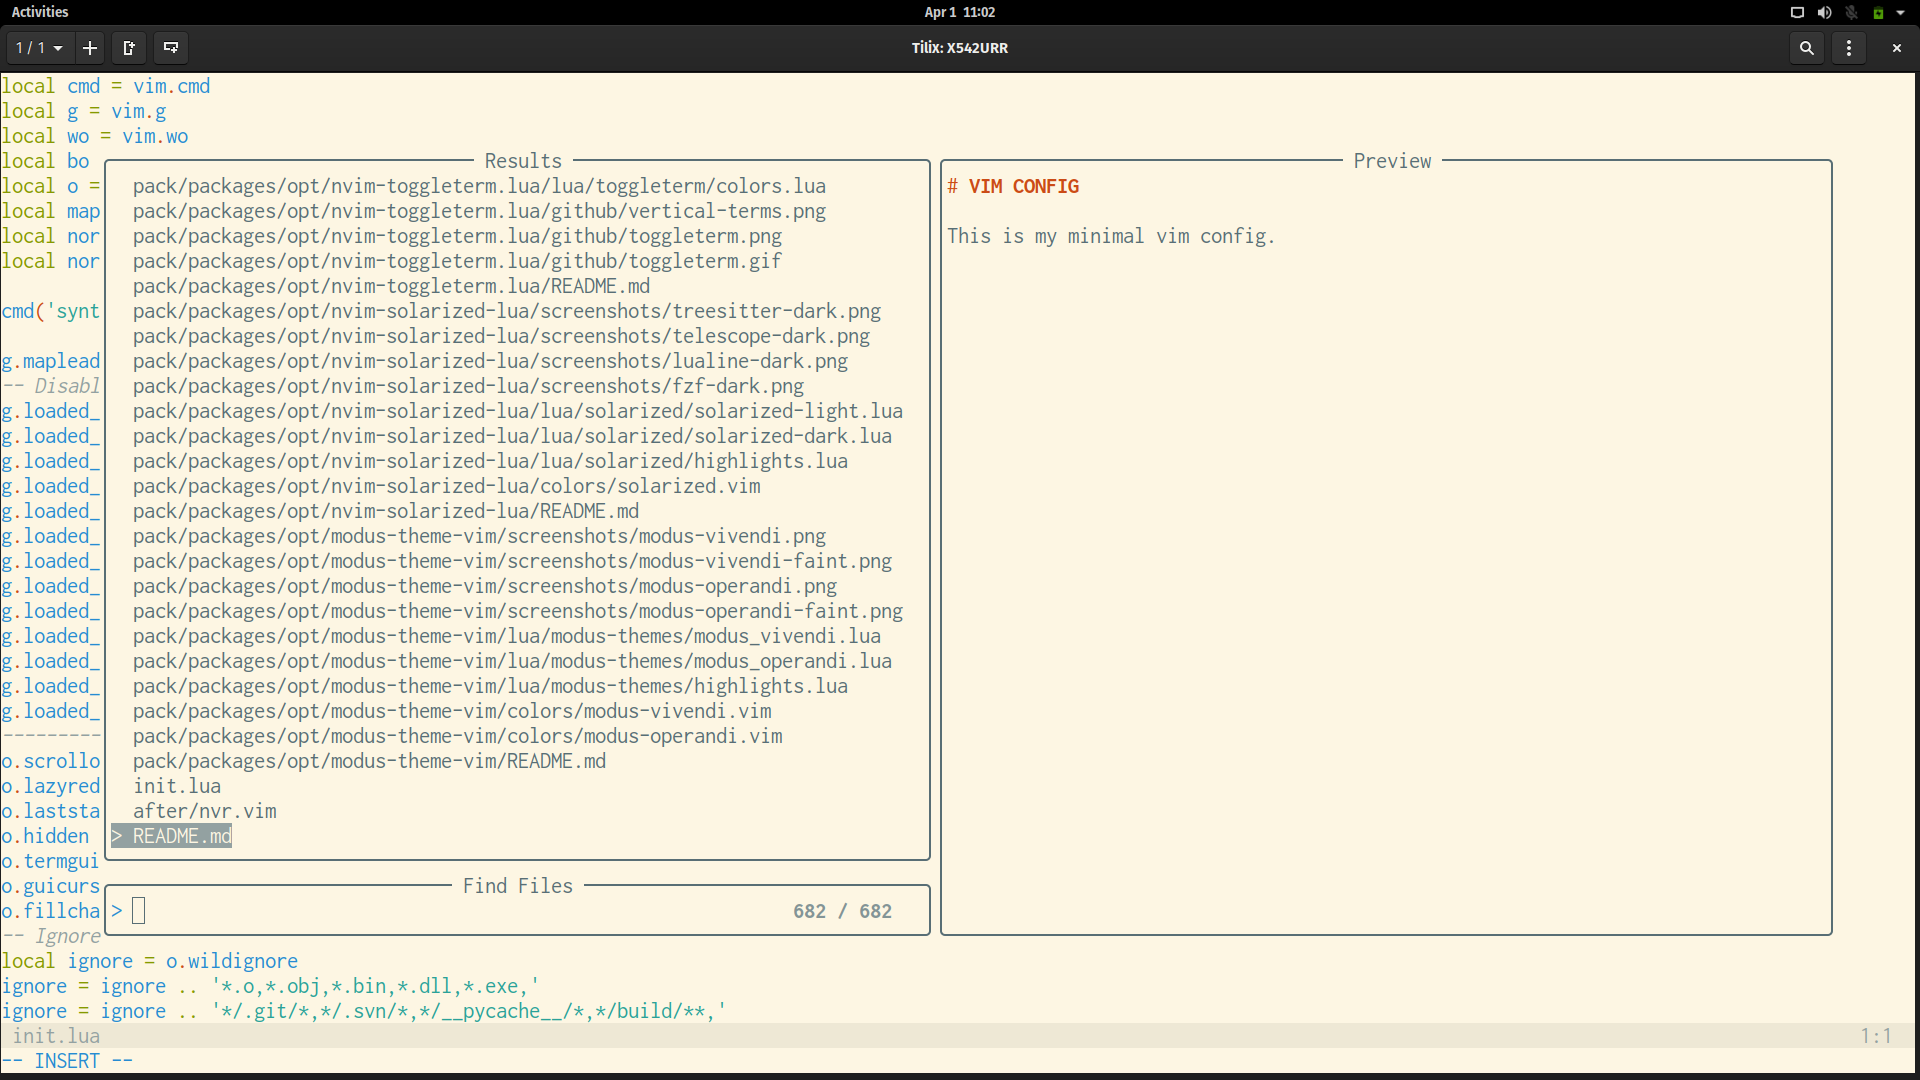 Activities
Apr 1 11:02
1 / 1
Tilix: X542URR
local cmd = vim.cmd
local g = vim.g
local wo = vim.wo
local bo
local o =
local map
local nor
local nor
cmd('synt
g.maplead
-- Disabl
g.loaded_
g.loaded_
g.loaded_
g.loaded_
g.loaded_
g.loaded_
g.loaded_
g.loaded_
g.loaded_
g.loaded_
g.loaded_
g.loaded_
g.loaded_
---------
o.scrollo
o.lazyred
o.laststa
o.hidden
o.termgui
o.guicurs
o.fillcha
-- Ignore
Results
pack/packages/opt/nvim-toggleterm.lua/lua/toggleterm/colors.lua
pack/packages/opt/nvim-toggleterm.lua/github/vertical-terms.png
pack/packages/opt/nvim-toggleterm.lua/github/toggleterm.png
pack/packages/opt/nvim-toggleterm.lua/github/toggleterm.gif
pack/packages/opt/nvim-toggleterm.lua/README.md
pack/packages/opt/nvim-solarized-lua/screenshots/treesitter-dark.png
pack/packages/opt/nvim-solarized-lua/screenshots/telescope-dark.png
pack/packages/opt/nvim-solarized-lua/screenshots/lualine-dark.png
pack/packages/opt/nvim-solarized-lua/screenshots/fzf-dark.png
pack/packages/opt/nvim-solarized-lua/lua/solarized/solarized-light.lua
pack/packages/opt/nvim-solarized-lua/lua/solarized/solarized-dark.lua
pack/packages/opt/nvim-solarized-lua/lua/solarized/highlights.lua
pack/packages/opt/nvim-solarized-lua/colors/solarized.vim
pack/packages/opt/nvim-solarized-lua/README.md
pack/packages/opt/modus-theme-vim/screenshots/modus-vivendi.png
pack/packages/opt/modus-theme-vim/screenshots/modus-vivendi-faint.png
pack/packages/opt/modus-theme-vim/screenshots/modus-operandi.png
pack/packages/opt/modus-theme-vim/screenshots/modus-operandi-faint.png
pack/packages/opt/modus-theme-vim/lua/modus-themes/modus_vivendi.lua
pack/packages/opt/modus-theme-vim/lua/modus-themes/modus_operandi.lua
pack/packages/opt/modus-theme-vim/lua/modus-themes/highlights.lua
pack/packages/opt/modus-theme-vim/colors/modus-vivendi.vim
pack/packages/opt/modus-theme-vim/colors/modus-operandi.vim
pack/packages/opt/modus-theme-vim/README.md
init.lua
after/nvr.vim
> README.md
Find Files
> 682 / 682
Preview
# VIM CONFIG
This is my minimal vim config.
local ignore = o.wildignore
ignore = ignore .. '*.o,*.obj,*.bin,*.dll,*.exe,'
ignore = ignore .. '*/.git/*,*/.svn/*,*/__pycache__/*,*/build/**,'
init.lua 1:1
-- INSERT --